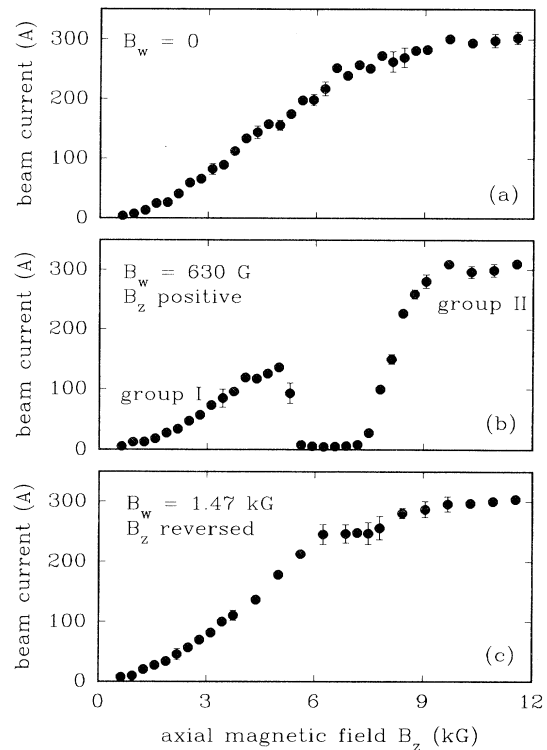 beam current (A)
300
200
100
0
B_w = 0
(a)
beam current (A)
300
200
100
0
B_w = 630 G
B_z positive
group I
group II
(b)
beam current (A)
300
200
100
0
B_w = 1.47 kG
B_z reversed
(c)
0 3 6 9 12
axial magnetic field B_z (kG)